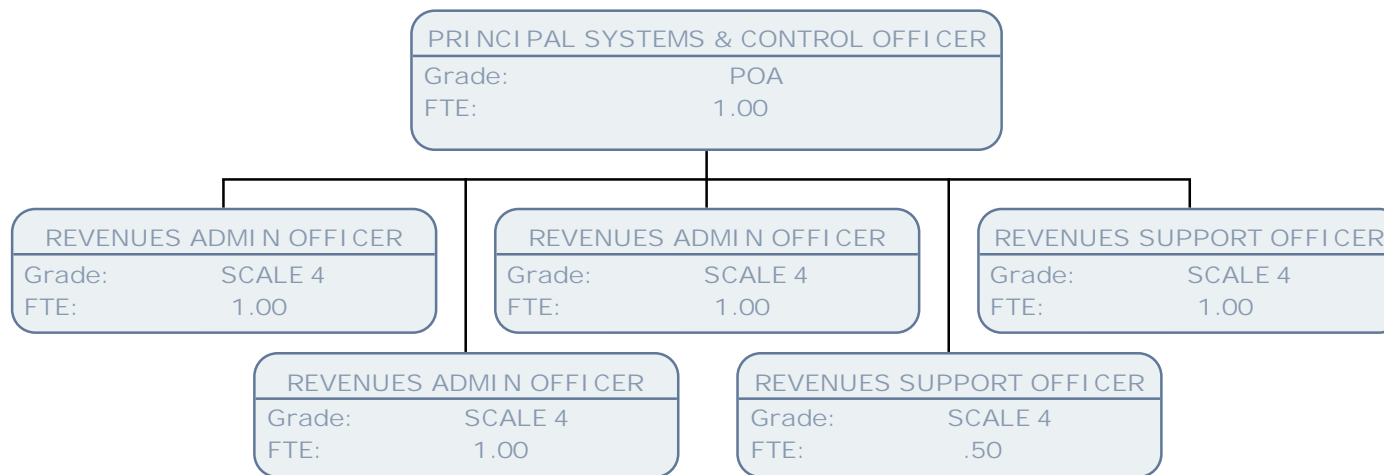 PRINCIPAL SYSTEMS & CONTROL OFFICER
Grade: POA
FTE: 1.00
REVENUES ADMIN OFFICER
Grade: SCALE 4
FTE: 1.00
REVENUES ADMIN OFFICER
Grade: SCALE 4
FTE: 1.00
REVENUES SUPPORT OFFICER
Grade: SCALE 4
FTE: 1.00
REVENUES ADMIN OFFICER
Grade: SCALE 4
FTE: 1.00
REVENUES SUPPORT OFFICER
Grade: SCALE 4
FTE: .50